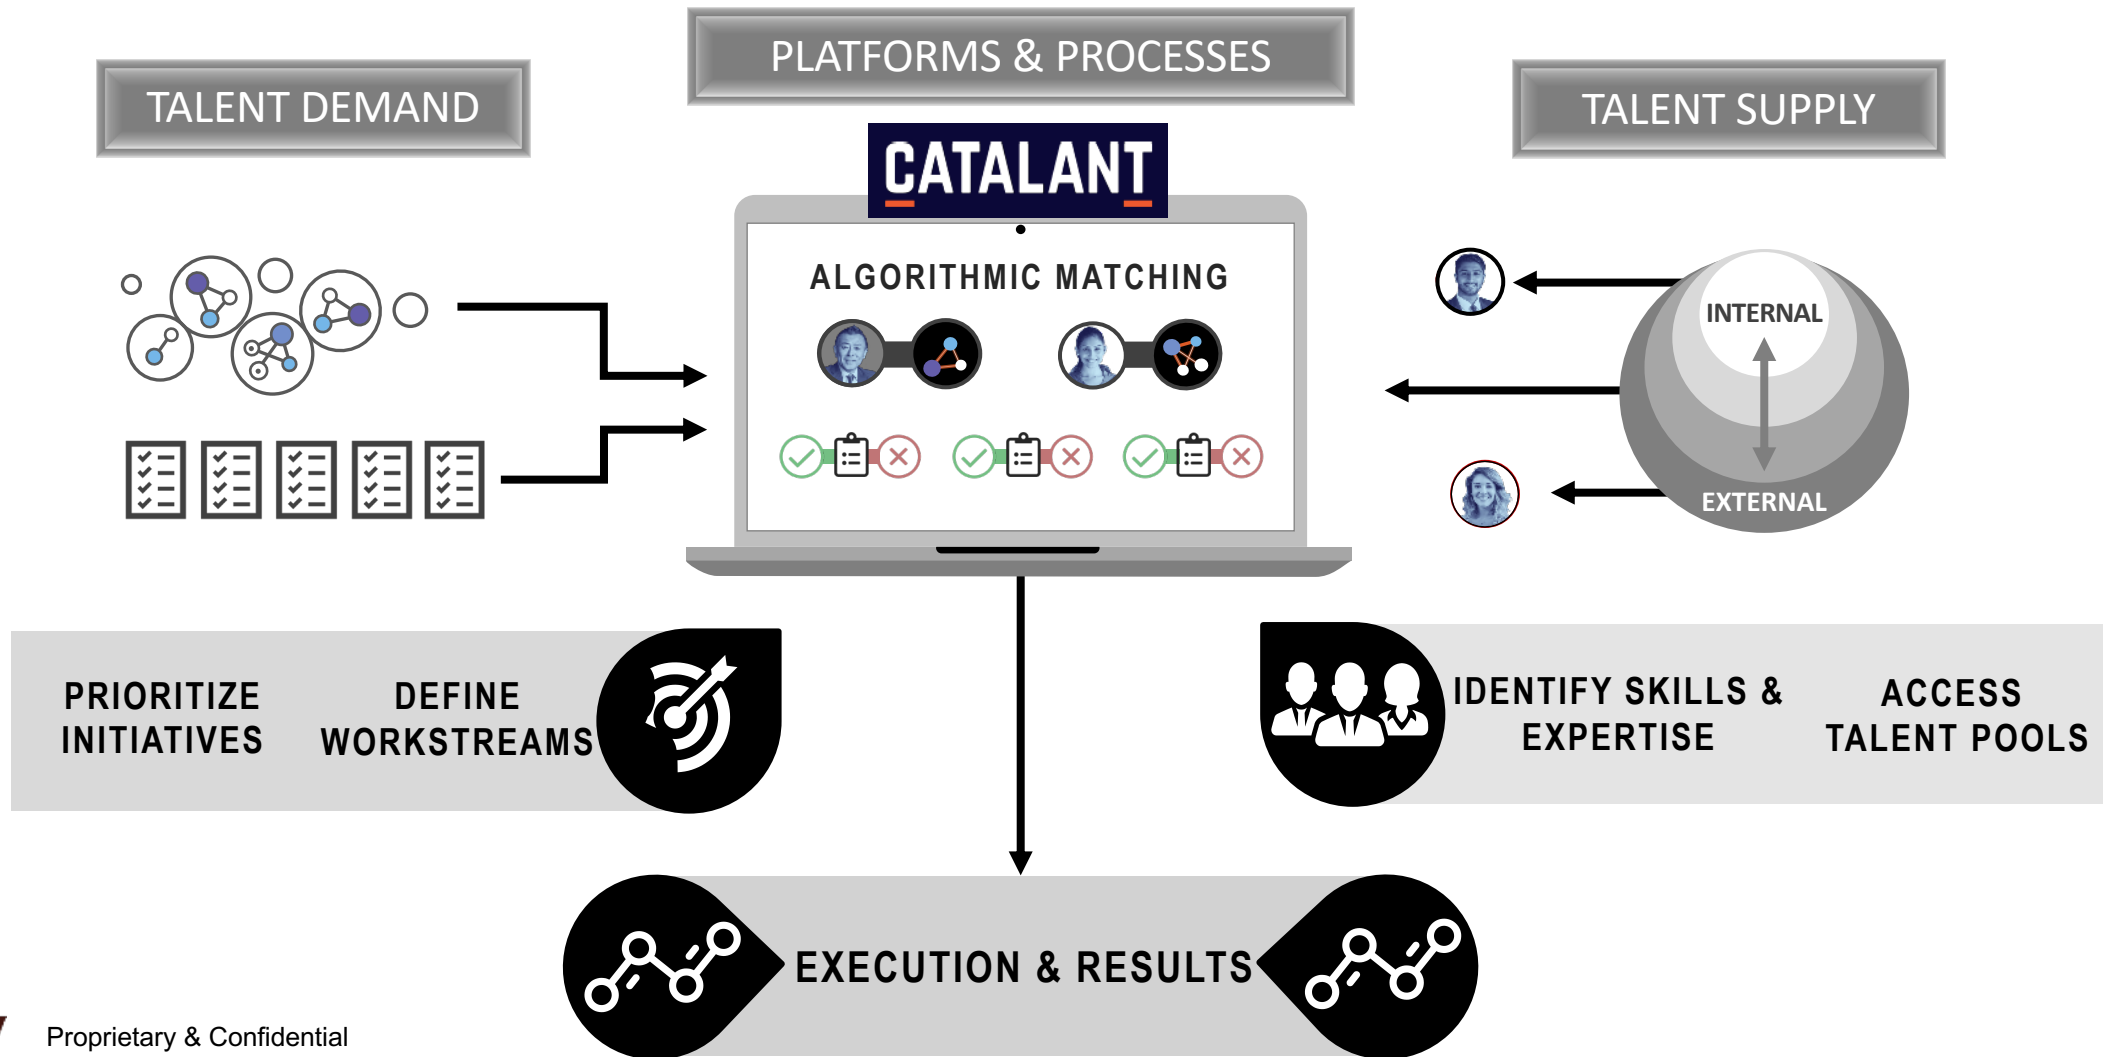 PLATFORMS & PROCESSES
TALENT DEMAND
TALENT SUPPLY
CATALANT
ALGORITHMIC MATCHING
INTERNAL
EXTERNAL
PRIORITIZE
INITIATIVES
DEFINE
WORKSTREAMS
IDENTIFY SKILLS &
EXPERTISE
ACCESS
TALENT POOLS
EXECUTION & RESULTS
Proprietary & Confidential